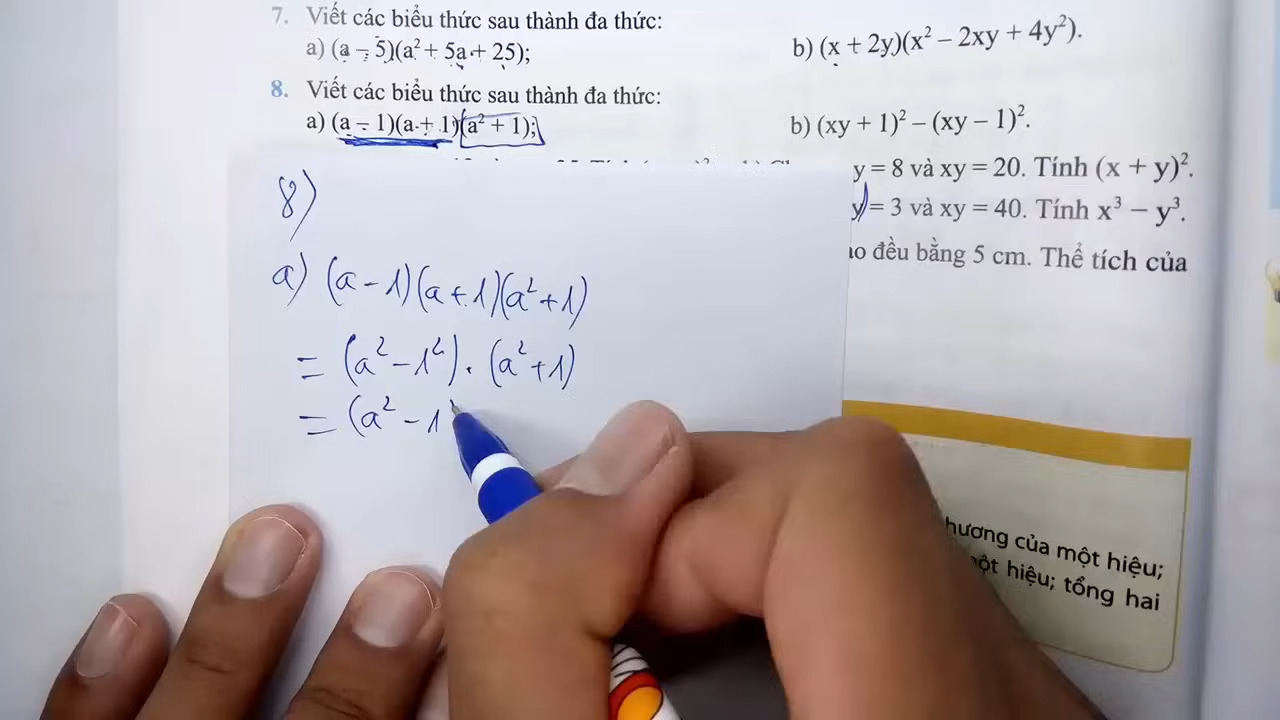 7. Viết các biểu thức sau thành đa thức:
a) (a – 5)(a² + 5a + 25);
b) (x + 2y)(x² – 2xy + 4y²).
8. Viết các biểu thức sau thành đa thức:
a) (a – 1)(a + 1)(a² + 1);
b) (xy + 1)² – (xy – 1)².
y = 8 và xy = 20. Tính (x + y)².
y = 3 và xy = 40. Tính x³ – y³.
đều bằng 5 cm. Thể tích của
8)
a) (a - 1)(a + 1)(a² + 1)
= (a² - 1²) . (a² + 1)
= (a² - 1
hương của một hiệu;
một hiệu; tổng hai